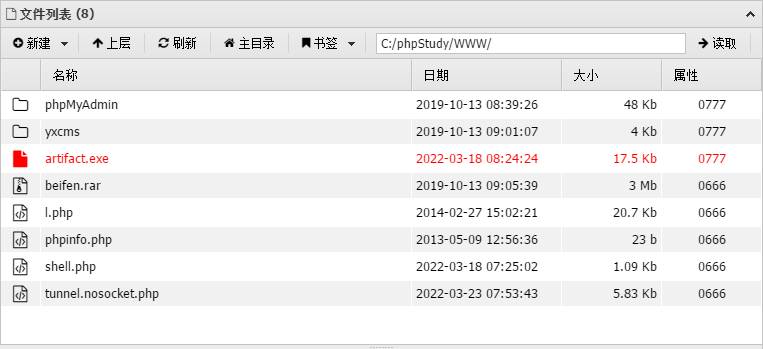 文件列表 (8)
新建 上层 刷新 主目录 书签 C:/phpStudy/WWW/ 读取
名称 日期 大小 属性
phpMyAdmin 2019-10-13 08:39:26 48 Kb 0777
yxcms 2019-10-13 09:01:07 4 Kb 0777
artifact.exe 2022-03-18 08:24:24 17.5 Kb 0777
beifen.rar 2019-10-13 09:05:39 3 Mb 0666
l.php 2014-02-27 15:02:21 20.7 Kb 0666
phpinfo.php 2013-05-09 12:56:36 23 b 0666
shell.php 2022-03-18 07:25:02 1.09 Kb 0666
tunnel.nosocket.php 2022-03-23 07:53:43 5.83 Kb 0666